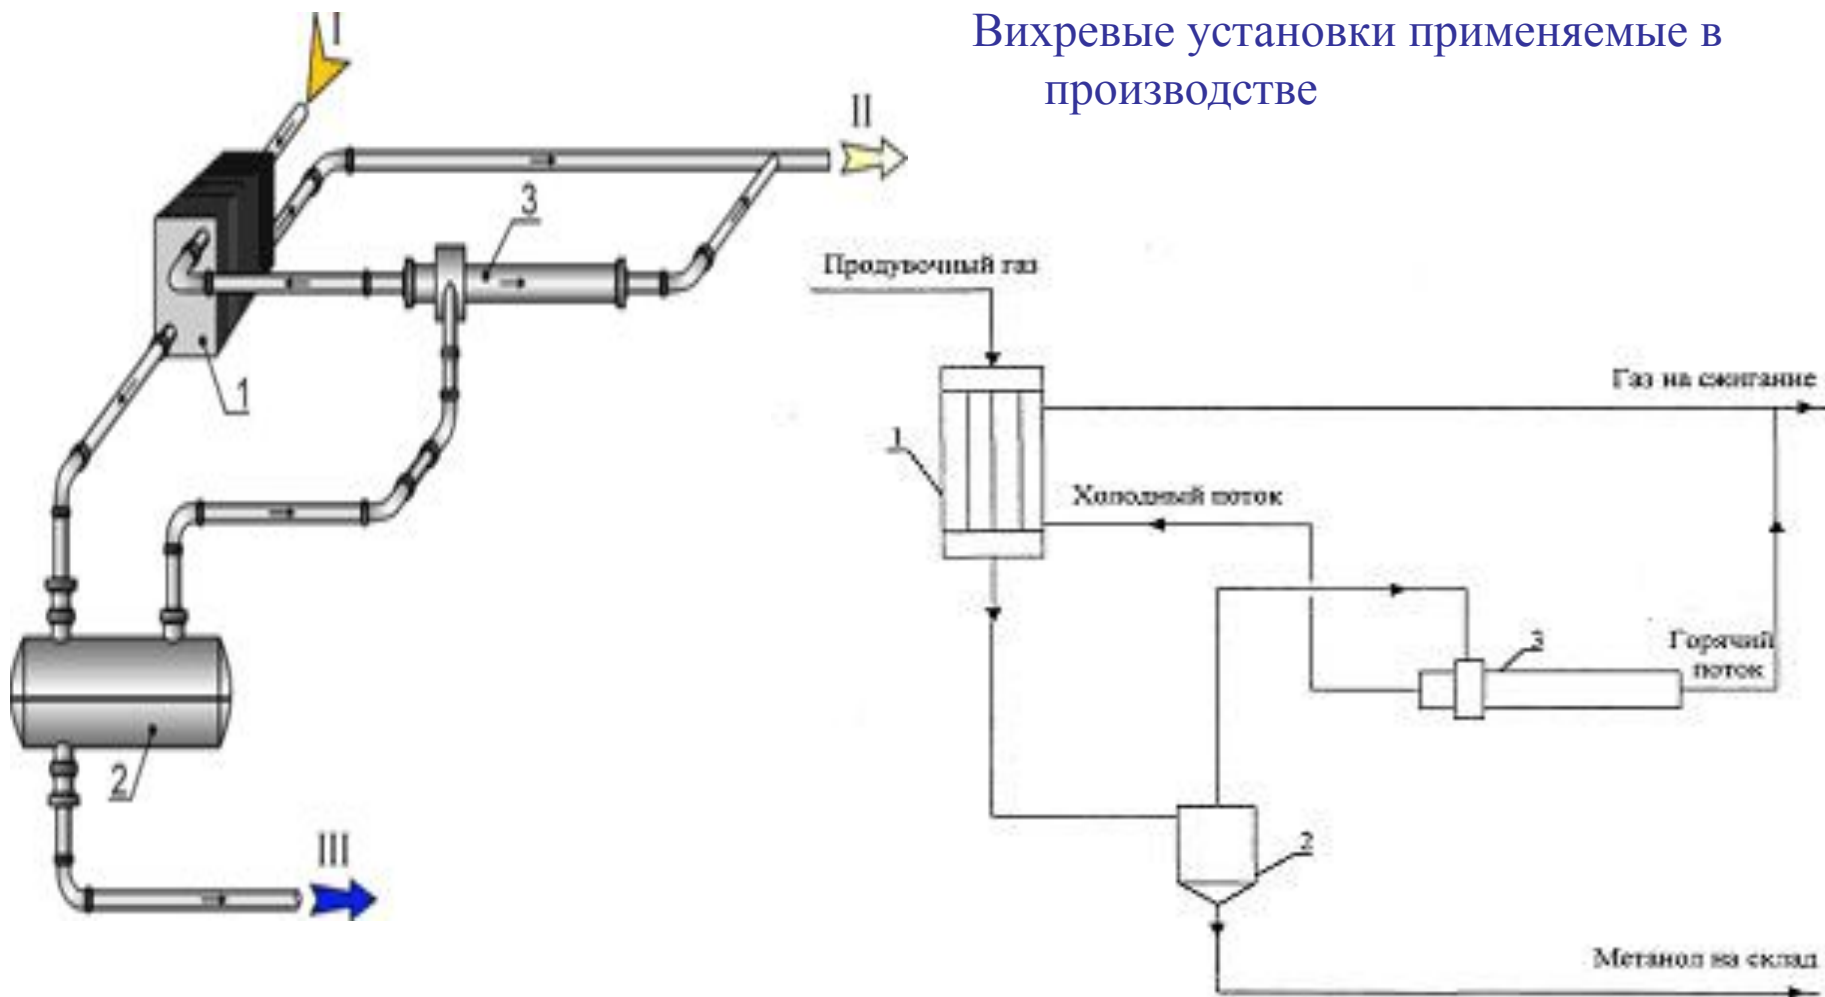 Вихревые установки применяемые в
производстве
I
II
3
1
2
III
Продувочный газ
Газ на сжигание
1
Холодный поток
3
Горячий
поток
2
Метанол на склад